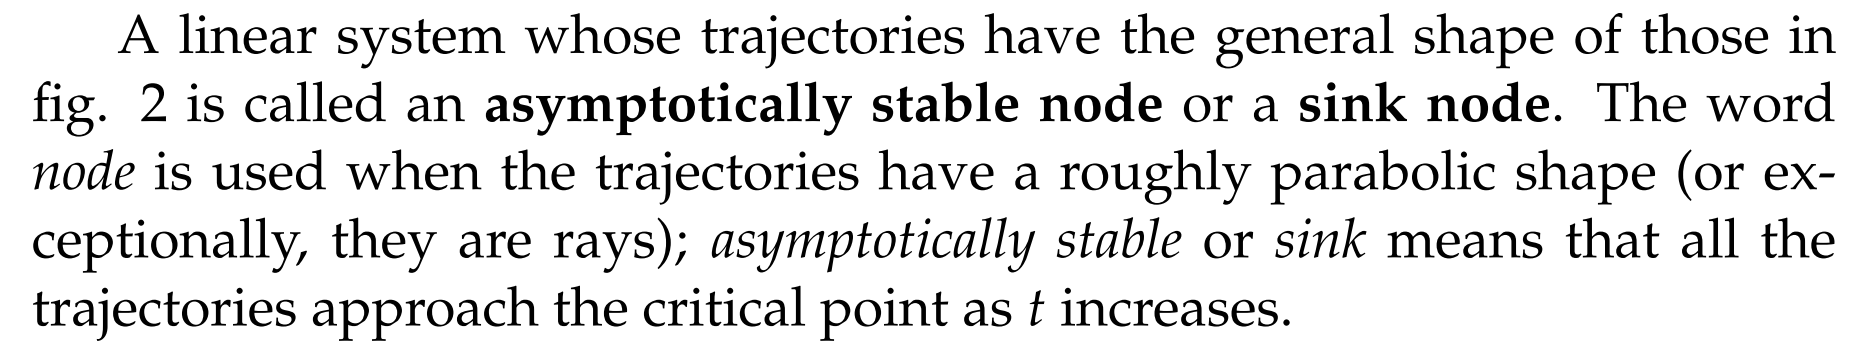 A linear system whose trajectories have the general shape of those in
fig. 2 is called an asymptotically stable node or a sink node. The word
node is used when the trajectories have a roughly parabolic shape (or ex-
ceptionally, they are rays); asymptotically stable or sink means that all the
trajectories approach the critical point as t increases.